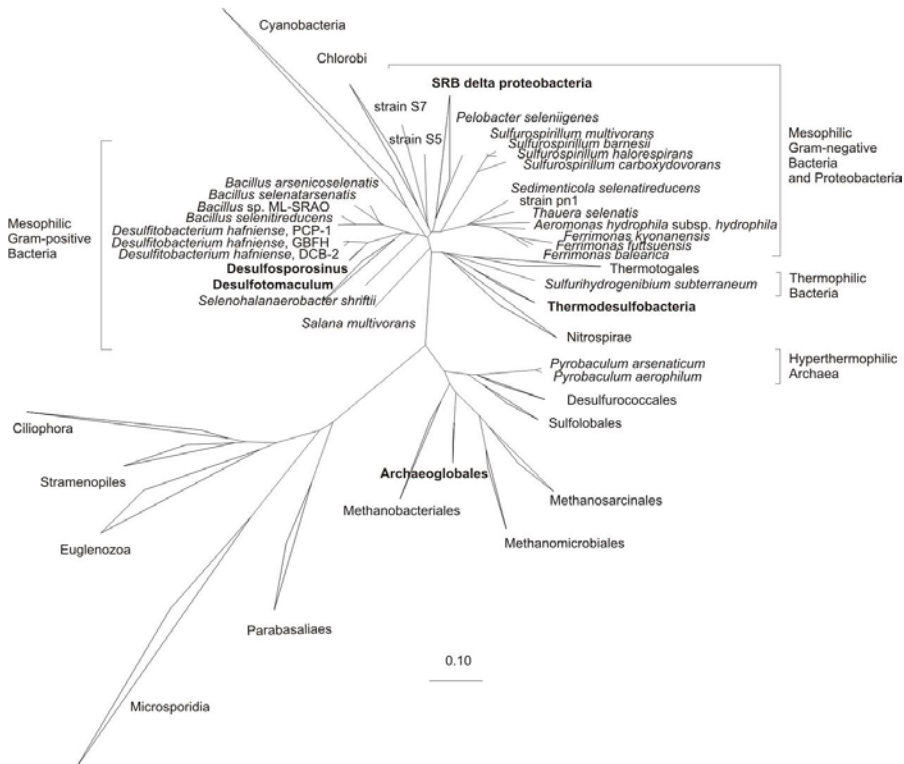 Cyanobacteria
Chlorobi
SRB delta proteobacteria
strain S7
Pelobacter seleniigenes
strain S5
Sulfurospirillum multivorans
Sulfurospirillum barnesii
Sulfurospirillum halorespirans
Sulfurospirillum carboxydovorans
Mesophilic
Gram-negative
Bacteria
and Proteobacteria
Bacillus arsenicoselenatis
Bacillus selenatarsenatis
Bacillus sp. ML-SRAO
Bacillus selenitireducens
Desulfitobacterium hafniense, PCP-1
Desulfitobacterium hafniense, GBFH
Desulfitobacterium hafniense, DCB-2
Desulfosporosinus
Desulfotomaculum
Selenohalanaerobacter shriftii
Salana multivorans
Mesophilic
Gram-positive
Bacteria
Sedimenticola selenatireducens
strain pn1
Thauera selenatis
Aeromonas hydrophila subsp. hydrophila
Ferrimonas kyonanensis
Ferrimonas futtsuensis
Ferrimonas balearica
Thermotogales
Sulfurihydrogenibium subterraneum
Thermodesulfobacteria
Nitrospirae
Thermophilic
Bacteria
Pyrobaculum arsenaticum
Pyrobaculum aerophilum
Hyperthermophilic
Archaea
Desulfurococcales
Sulfolobales
Archaeoglobales
Methanosarcinales
Methanobacteriales
Methanomicrobiales
Ciliophora
Stramenopiles
Euglenozoa
Parabasaliaes
Microsporidia
0.10